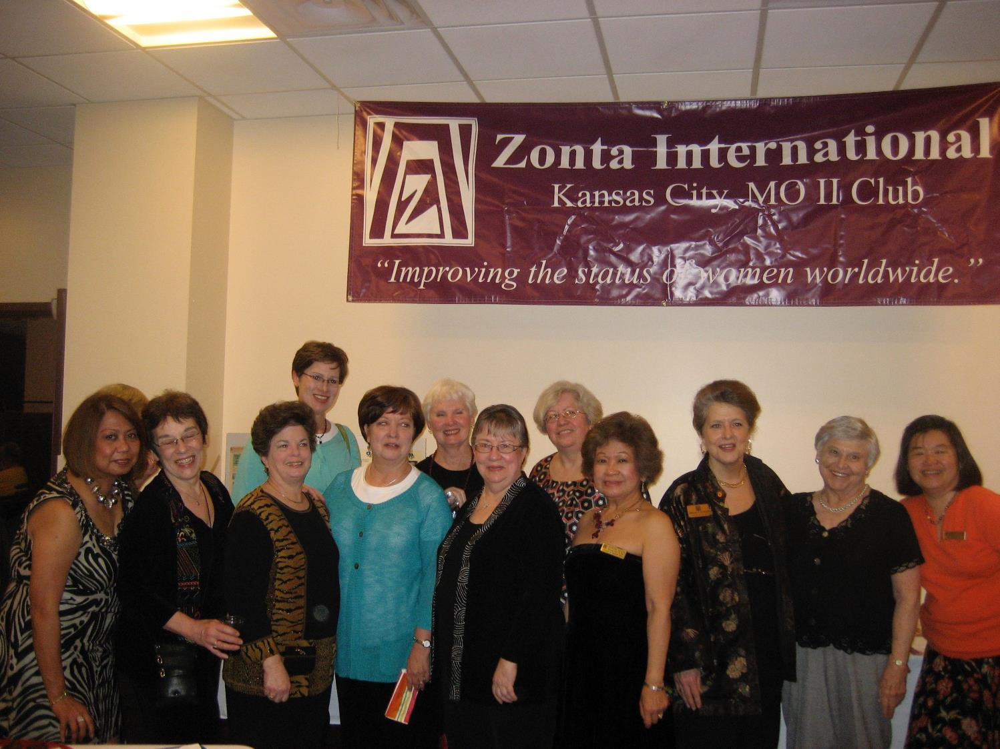 Z
Zonta International
Kansas City, MO II Club
“Improving the status of women worldwide.”